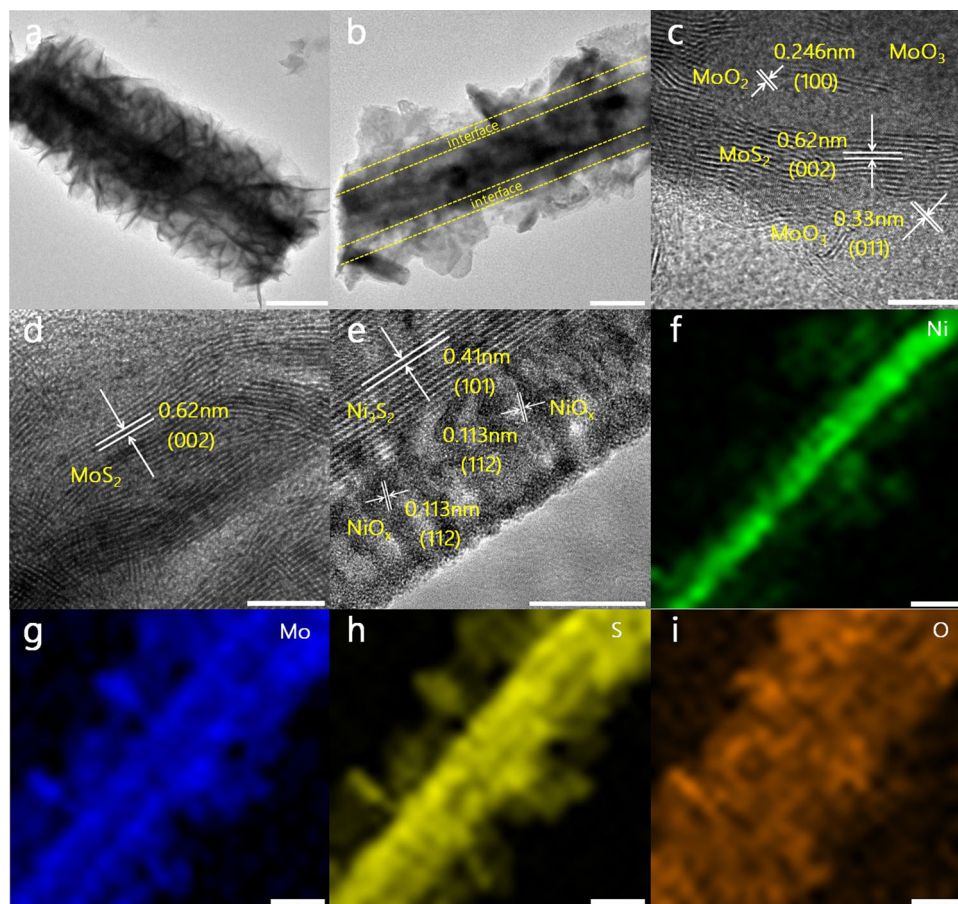 a
b
interface
interface
c
0.246nm
MoO3
MoO2
(100)
0.62nm
MoS2
(002)
0.33nm
MoO3
(011)
d
0.62nm
(002)
MoS2
e
0.41nm
(101)
Ni3S2
NiOx
0.113nm
(112)
0.113nm
NiOx
(112)
f
Ni
g
Mo
h
S
i
O